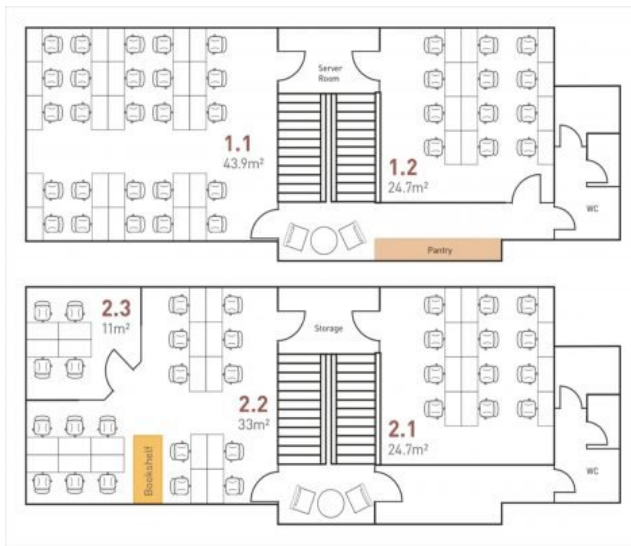 Server
Room
1.1
43.9m²
1.2
24.7m²
WC
Pantry
2.3
11m²
Storage
2.2
33m²
2.1
24.7m²
Bookshelf
WC